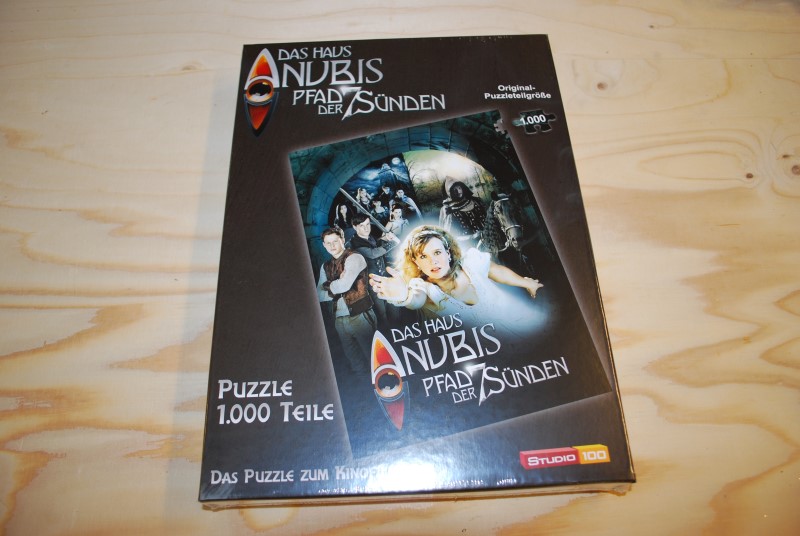 DAS HAUS
ANUBIS
PFAD
DER 7 SÜNDEN
Original-
Puzzleteilgröße
1.000
DAS HAUS
ANUBIS
PFAD
DER 7 SÜNDEN
PUZZLE
1.000 TEILE
STUDIO 100
DAS PUZZLE ZUM